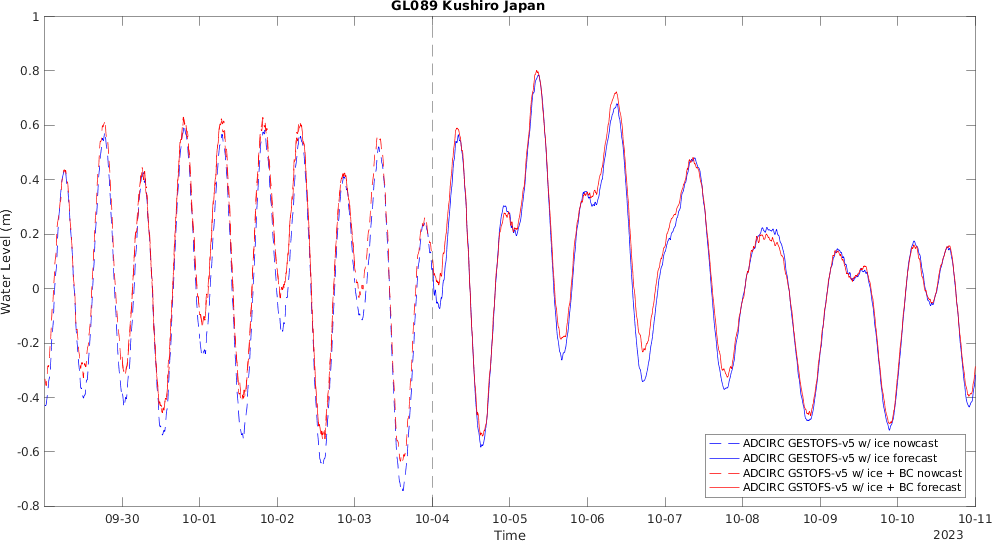 GL089 Kushiro Japan
1
0.8
0.6
0.4
0.2
0
-0.2
-0.4
-0.6
-0.8
Water Level (m)
ADCIRC GESTOFS-v5 w/ ice nowcast
ADCIRC GESTOFS-v5 w/ ice forecast
ADCIRC GSTOFS-v5 w/ ice + BC nowcast
ADCIRC GSTOFS-v5 w/ ice + BC forecast
09-30 10-01 10-02 10-03 10-04 10-05 10-06 10-07 10-08 10-09 10-10 10-11
Time
2023